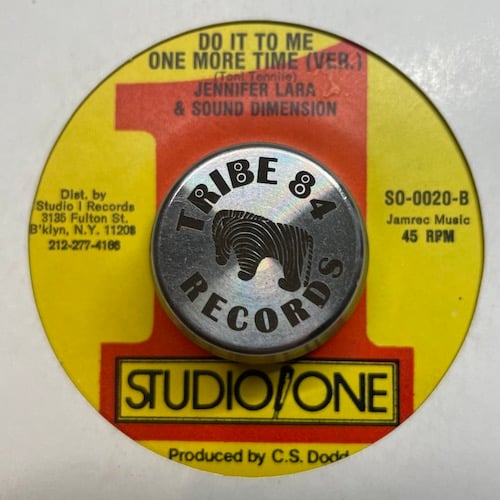 DO IT TO ME
ONE MORE TIME (VER.)
(Toni Tennile)
JENNIFER LARA
& SOUND DIMENSION
Dist. by
Studio I Records
3135 Fulton St.
B'klyn, N.Y. 11208
212-277-4166
SO-0020-B
Jamrec Music
45 RPM
TRIBE 84
RECORDS
1
STUDIO ONE
Produced by C.S. Dodd